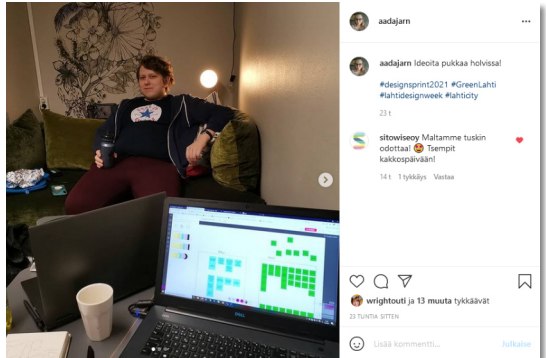 aadajarn
aadajarn Ideoita pukkaa holvissa!
#designsprint2021 #GreenLahti
#lahtidesignweek #lahticity
23 t
sitowiseoy Maltamme tuskin
odottaa! 😍 Tsempit
kakkospäivään!
14 t 1 tykkäys Vastaa
wrightouti ja 13 muuta tykkäävät
23 TUNTIA SITTEN
Lisää kommentti...
Julkaise
DELL